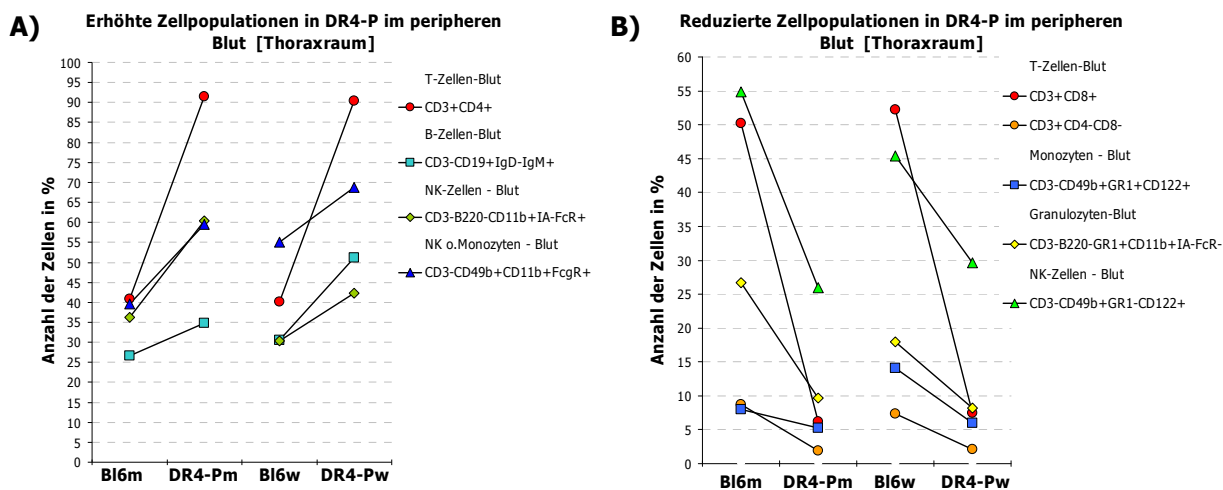 A)
Erhöhte Zellpopulationen in DR4-P im peripheren
Blut [Thoraxraum]
Anzahl der Zellen in %
100
95
90
85
80
75
70
65
60
55
50
45
40
35
30
25
20
15
10
5
0
Bl6m
DR4-Pm
Bl6w
DR4-Pw
T-Zellen-Blut
CD3+CD4+
B-Zellen-Blut
CD3-CD19+IgD-IgM+
NK-Zellen - Blut
CD3-B220-CD11b+IA-FcR+
NK o.Monozyten - Blut
CD3-CD49b+CD11b+FcgR+
B)
Reduzierte Zellpopulationen in DR4-P im peripheren
Blut [Thoraxraum]
Anzahl der Zellen in %
60
55
50
45
40
35
30
25
20
15
10
5
0
Bl6m
DR4-Pm
Bl6w
DR4-Pw
T-Zellen-Blut
CD3+CD8+
CD3+CD4-CD8-
Monozyten - Blut
CD3-CD49b+GR1+CD122+
Granulozyten-Blut
CD3-B220-GR1+CD11b+IA-FcR-
NK-Zellen - Blut
CD3-CD49b+GR1-CD122+